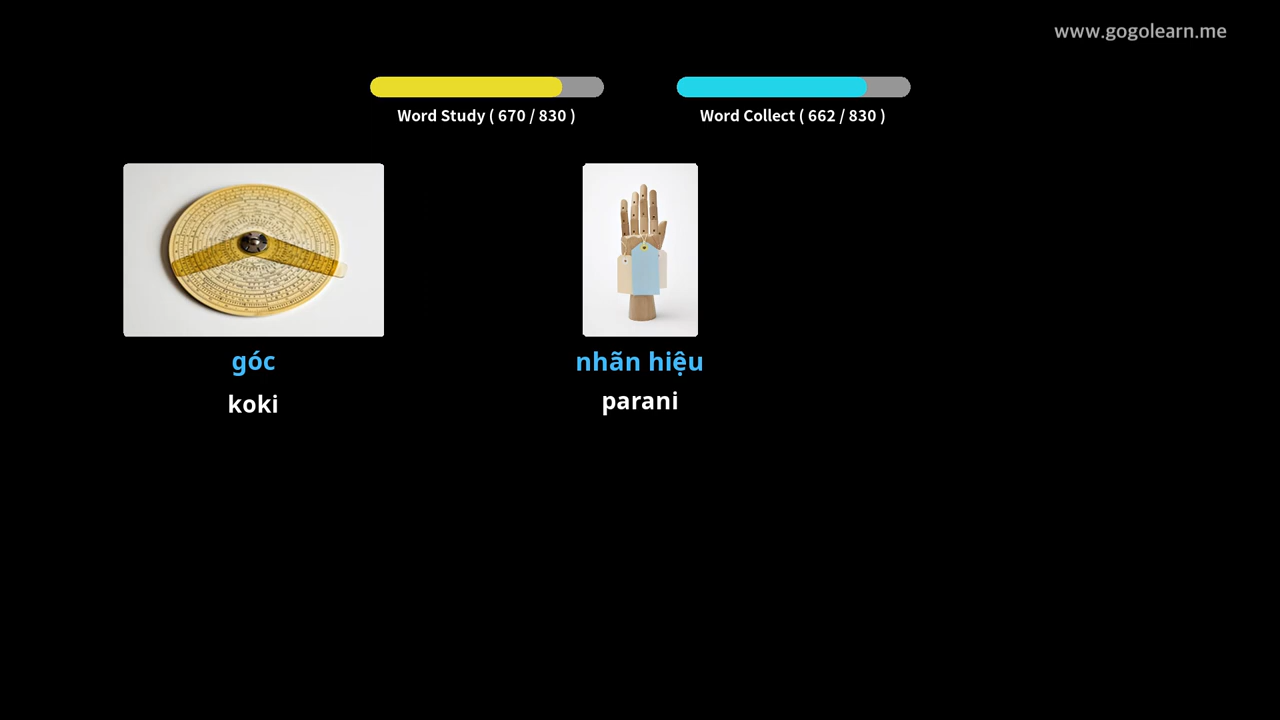 www.gogolearn.me
Word Study ( 670 / 830 )
Word Collect ( 662 / 830 )
góc
koki
nhãn hiệu
parani